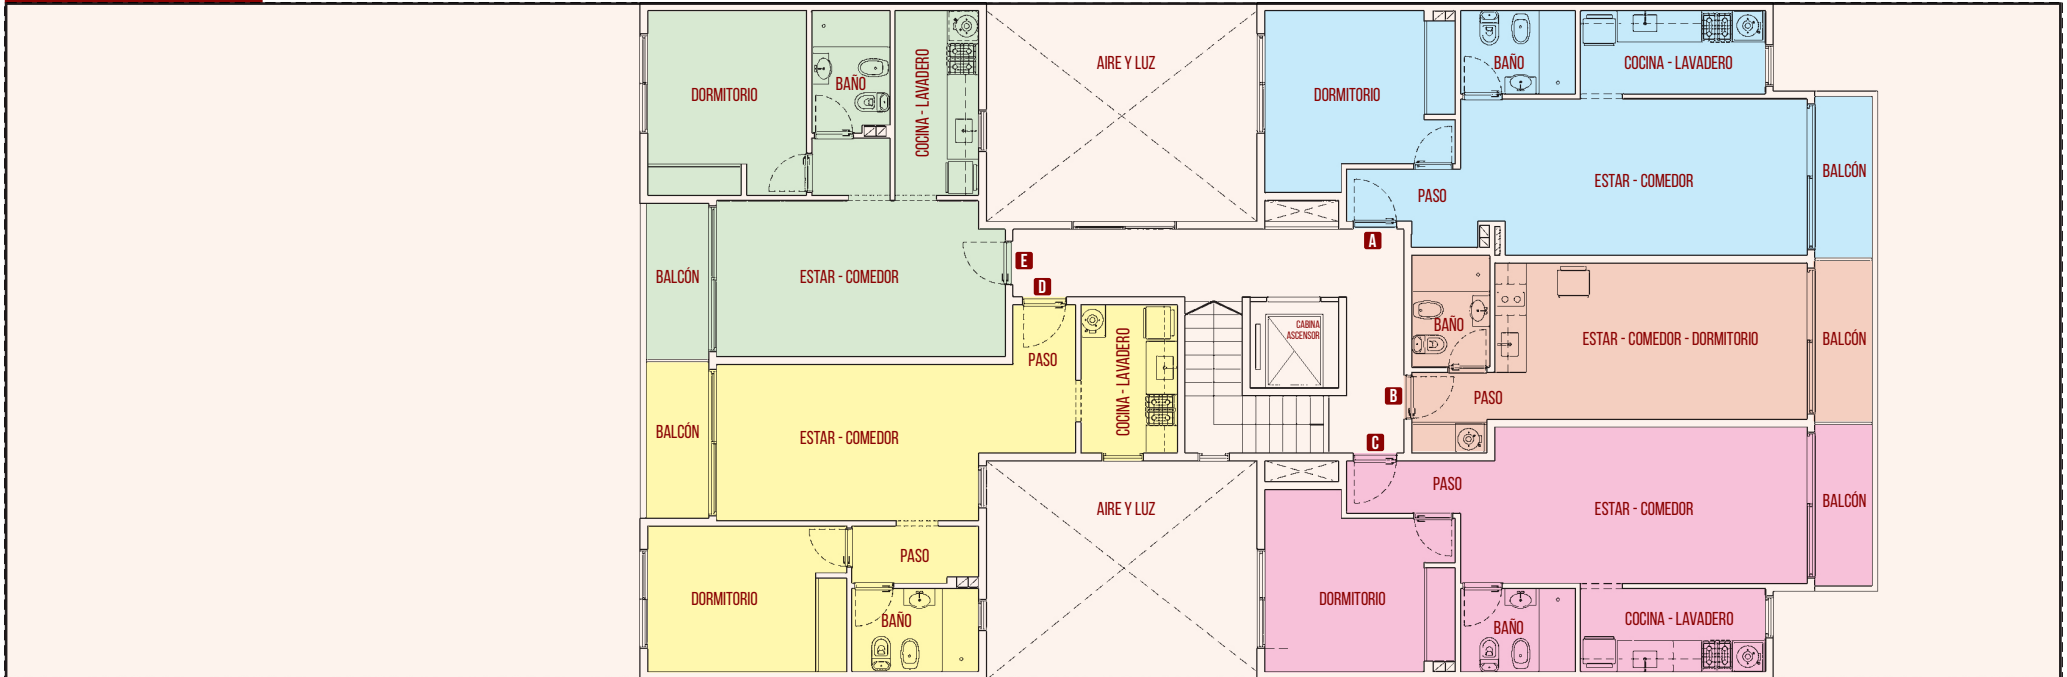 AIRE Y LUZ
BAÑO
COCINA - LAVADERO
BAÑO
COCINA - LAVADERO
DORMITORIO
DORMITORIO
BALCÓN
ESTAR - COMEDOR
PASO
A
E
BALCÓN
ESTAR - COMEDOR
D
CABINA
ASCENSOR
BAÑO
ESTAR - COMEDOR - DORMITORIO
BALCÓN
PASO
COCINA - LAVADERO
B
PASO
BALCÓN
ESTAR - COMEDOR
C
PASO
BALCÓN
AIRE Y LUZ
ESTAR - COMEDOR
PASO
DORMITORIO
DORMITORIO
BAÑO
BAÑO
COCINA - LAVADERO